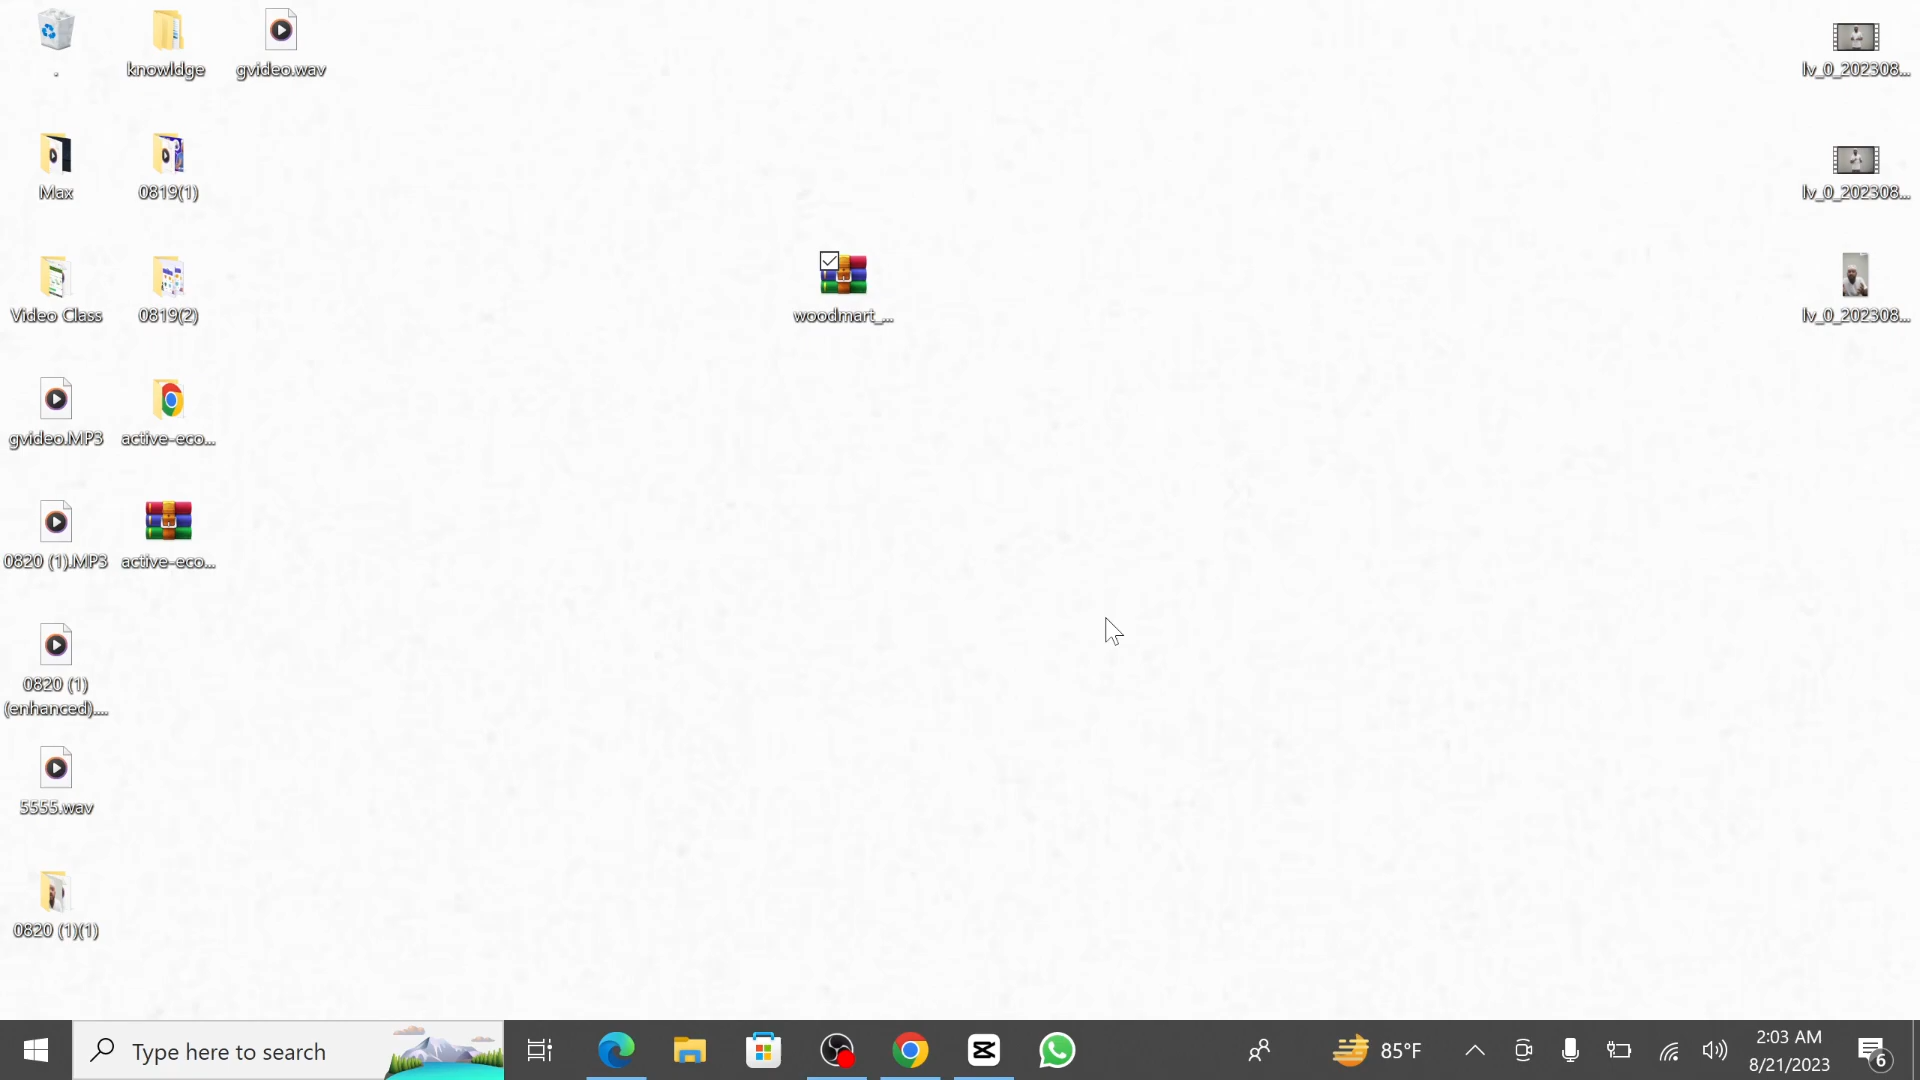 .
knowldge
gvideo.wav
lv_0_202308...
Max
0819(1)
lv_0_202308...
Video Class
0819(2)
woodmart_...
lv_0_202308...
gvideo.MP3
active-eco...
0820 (1).MP3
active-eco...
0820 (1)
(enhanced)....
5555.wav
0820 (1)(1)
Type here to search
85°F
2:03 AM
8/21/2023
6